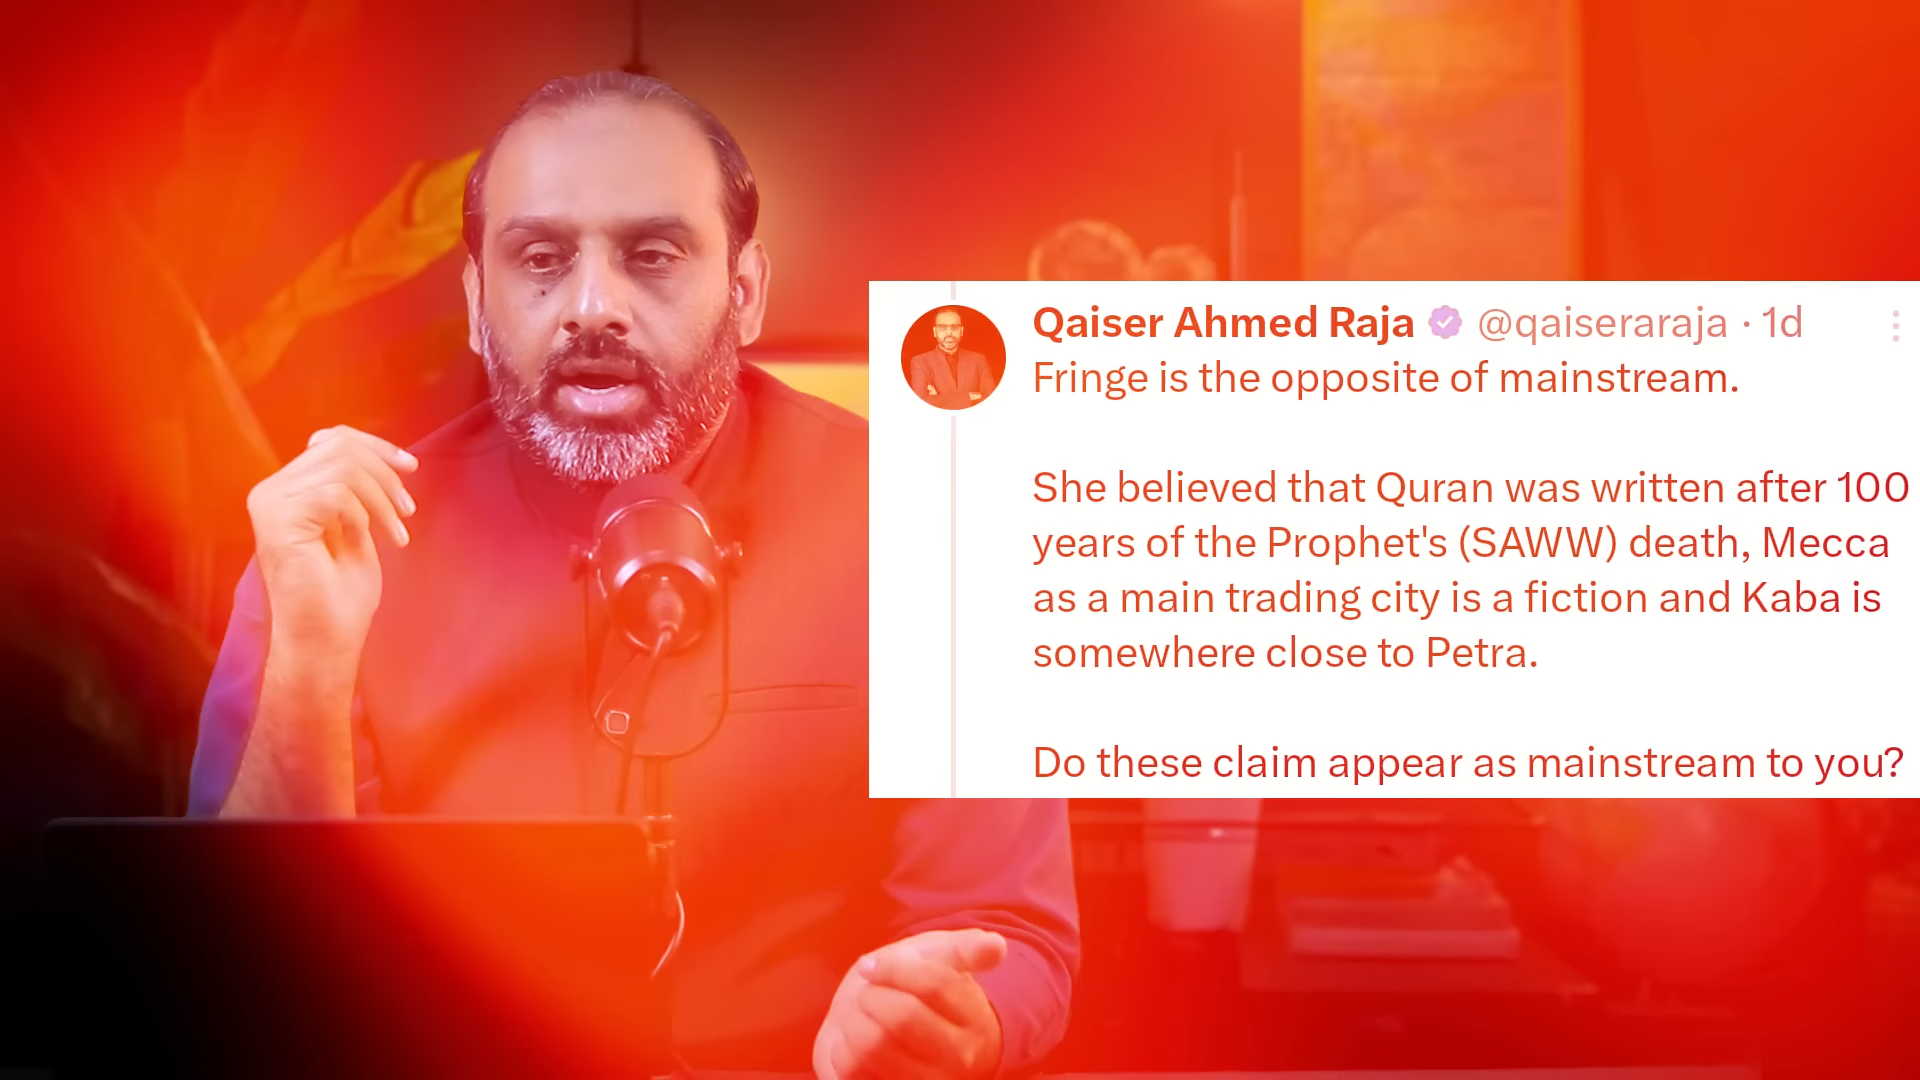 Qaiser Ahmed Raja @qaiseraraja · 1d
Fringe is the opposite of mainstream.
She believed that Quran was written after 100
years of the Prophet's (SAWW) death, Mecca
as a main trading city is a fiction and Kaba is
somewhere close to Petra.
Do these claim appear as mainstream to you?